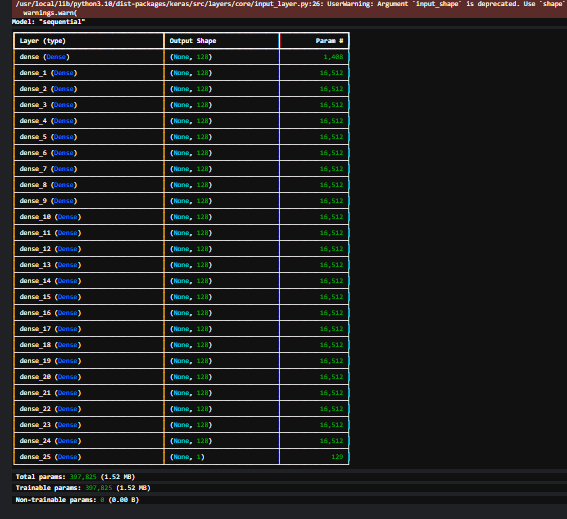 /usr/local/lib/python3.10/dist-packages/keras/src/layers/core/input_layer.py:26: UserWarning: Argument `input_shape` is deprecated. Use `shape`
warnings.warn(
Model: "sequential"
Layer (type) Output Shape Param #
dense (Dense) (None, 128) 1,408
dense_1 (Dense) (None, 128) 16,512
dense_2 (Dense) (None, 128) 16,512
dense_3 (Dense) (None, 128) 16,512
dense_4 (Dense) (None, 128) 16,512
dense_5 (Dense) (None, 128) 16,512
dense_6 (Dense) (None, 128) 16,512
dense_7 (Dense) (None, 128) 16,512
dense_8 (Dense) (None, 128) 16,512
dense_9 (Dense) (None, 128) 16,512
dense_10 (Dense) (None, 128) 16,512
dense_11 (Dense) (None, 128) 16,512
dense_12 (Dense) (None, 128) 16,512
dense_13 (Dense) (None, 128) 16,512
dense_14 (Dense) (None, 128) 16,512
dense_15 (Dense) (None, 128) 16,512
dense_16 (Dense) (None, 128) 16,512
dense_17 (Dense) (None, 128) 16,512
dense_18 (Dense) (None, 128) 16,512
dense_19 (Dense) (None, 128) 16,512
dense_20 (Dense) (None, 128) 16,512
dense_21 (Dense) (None, 128) 16,512
dense_22 (Dense) (None, 128) 16,512
dense_23 (Dense) (None, 128) 16,512
dense_24 (Dense) (None, 128) 16,512
dense_25 (Dense) (None, 1) 129
Total params: 397,825 (1.52 MB)
Trainable params: 397,825 (1.52 MB)
Non-trainable params: 0 (0.00 B)